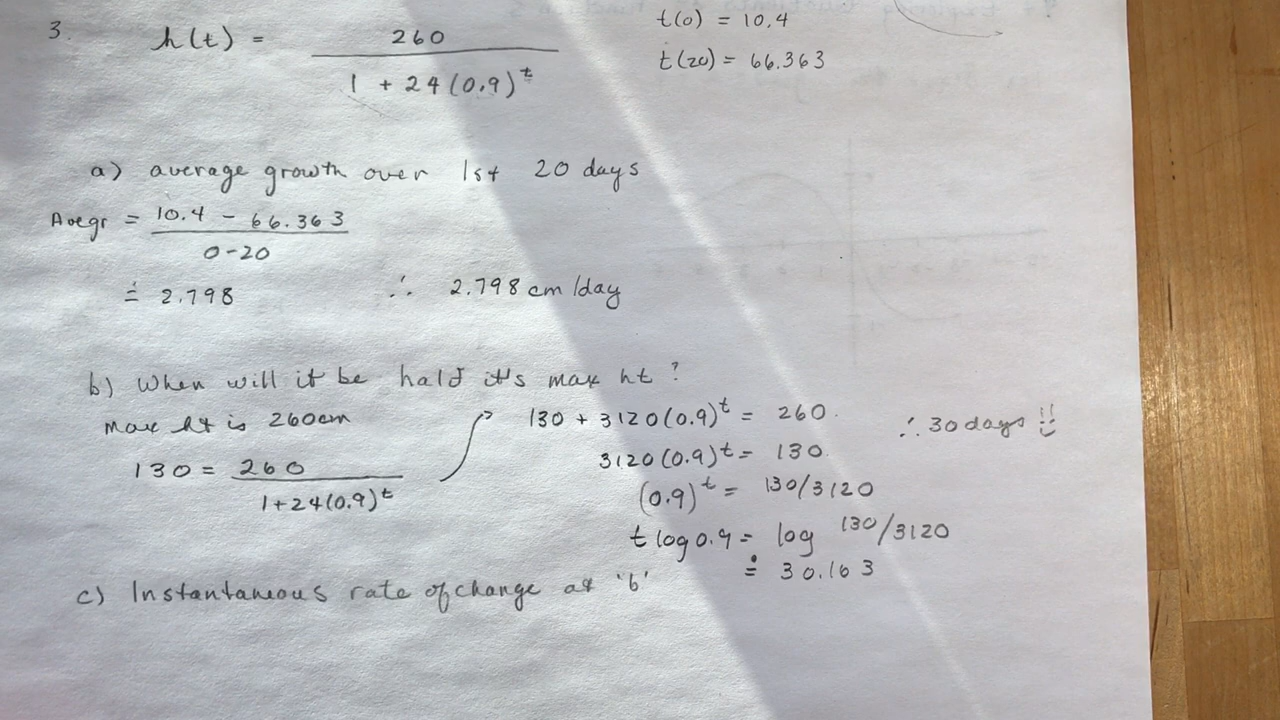 3. h(t) = 260 / 1 + 24(0.9)^t
t(0) = 10.4
t(20) = 66.363
a) average growth over 1st 20 days
Avegr = 10.4 - 66.363 / 0-20
≐ 2.798 ∴ 2.798 cm/day
b) When will it be half it's max ht?
max ht is 260cm
130 = 260 / 1+24(0.9)^t
130 + 3120(0.9)^t = 260.
3120(0.9)^t = 130.
(0.9)^t = 130/3120
t log 0.9 = log 130/3120
≐ 30.163
∴ 30 days
c) Instantaneous rate of change at 'b'